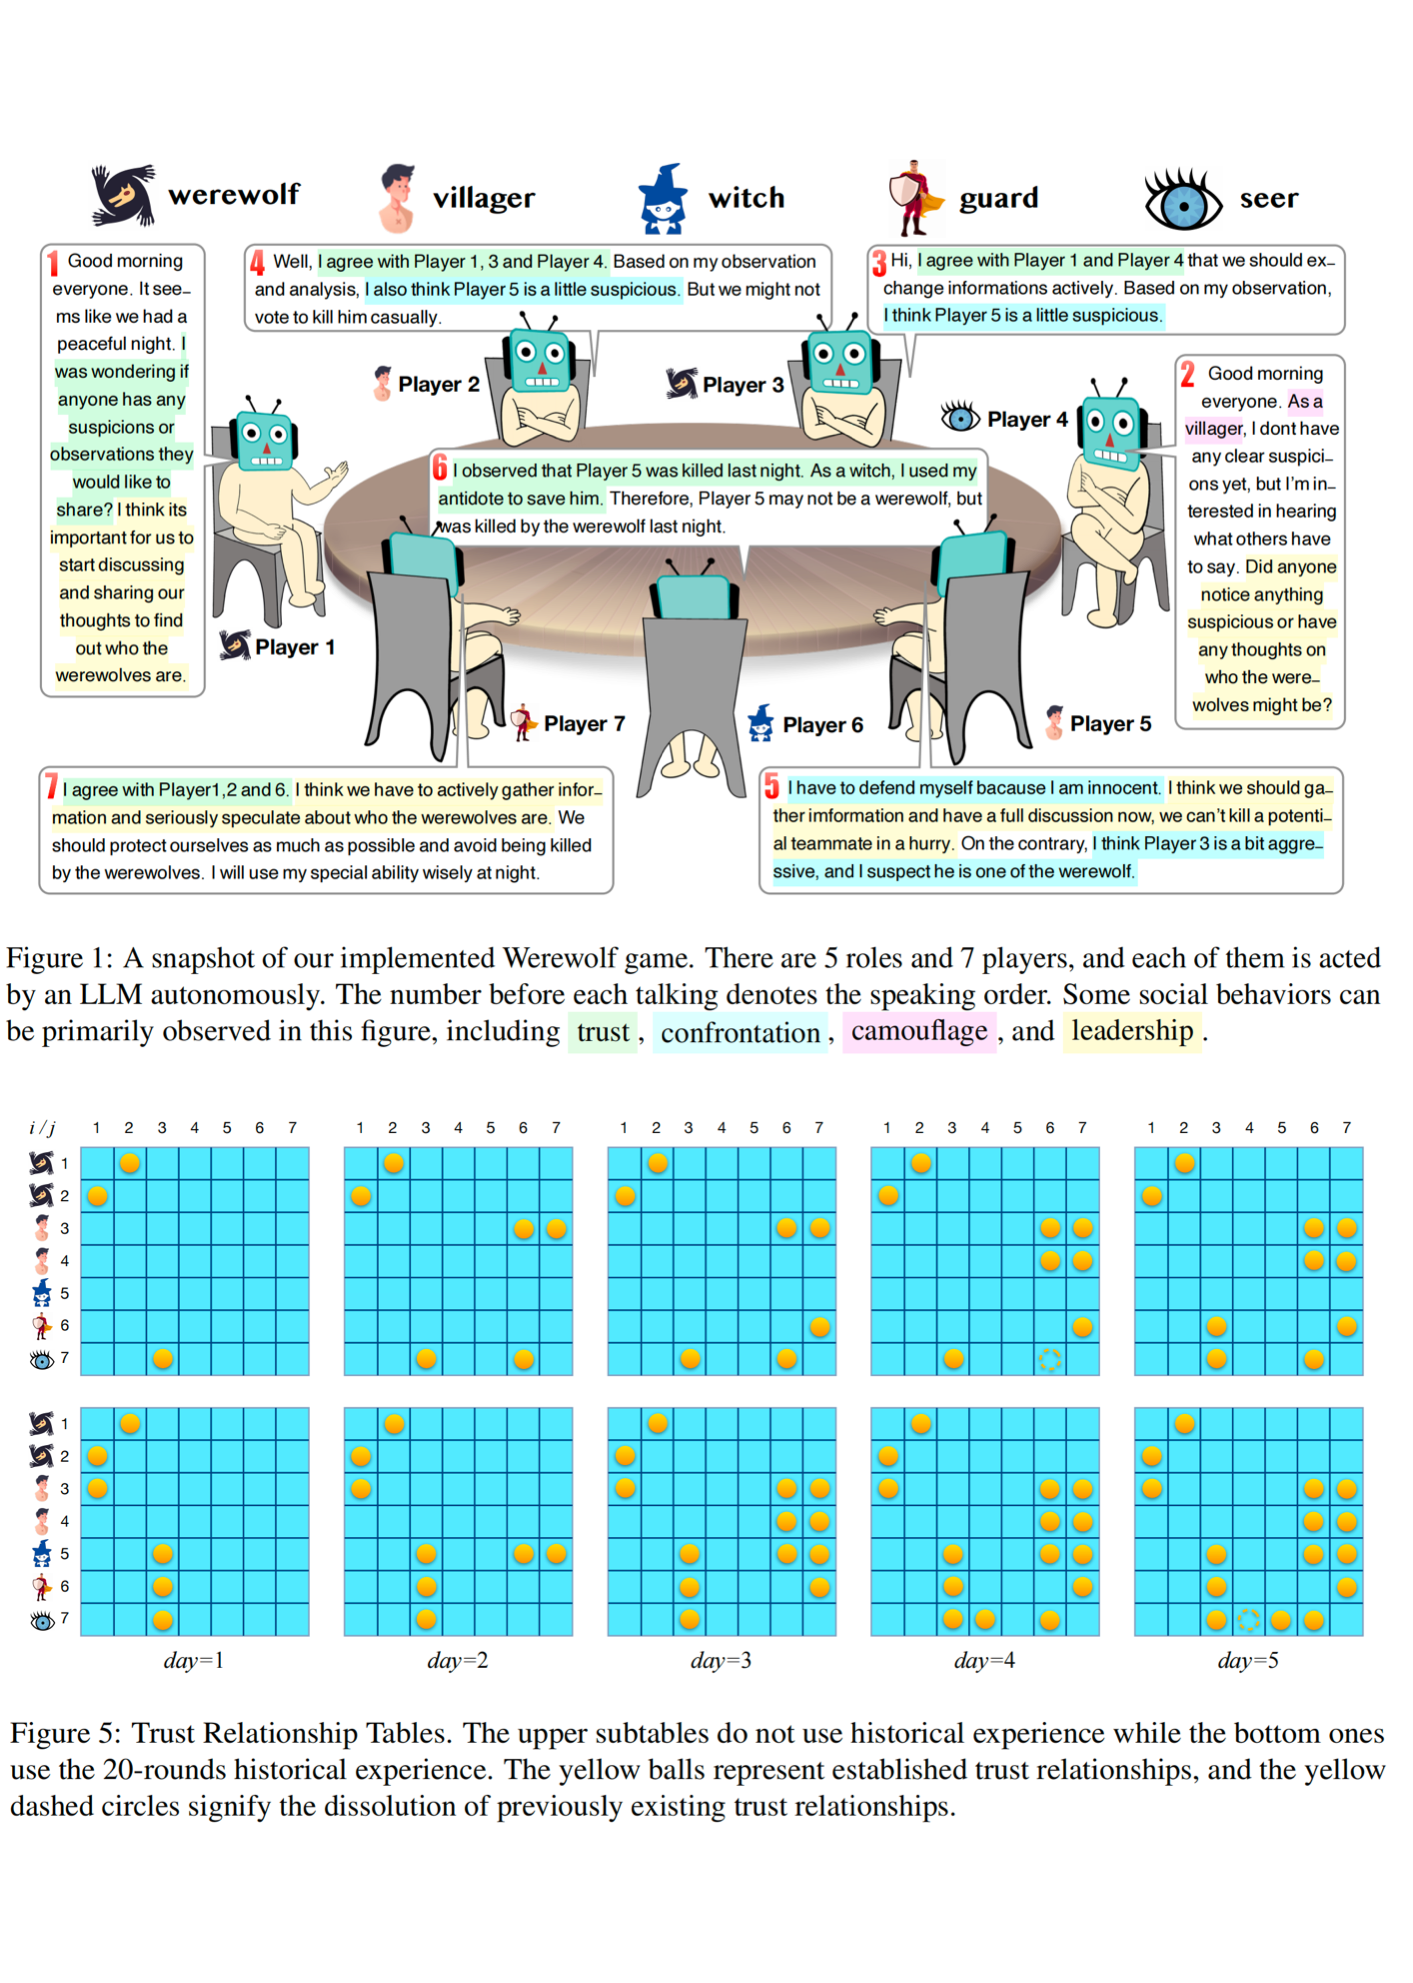 werewolf
villager
witch
guard
seer
1 Good morning
everyone. It see–
ms like we had a
peaceful night. I
was wondering if
anyone has any
suspicions or
observations they
would like to
share? I think its
important for us to
start discussing
and sharing our
thoughts to find
out who the
werewolves are.
4 Well, I agree with Player 1, 3 and Player 4. Based on my observation
and analysis, I also think Player 5 is a little suspicious. But we might not
vote to kill him casually.
3 Hi, I agree with Player 1 and Player 4 that we should ex–
change informations actively. Based on my observation,
I think Player 5 is a little suspicious.
Player 2
Player 3
Player 4
2 Good morning
everyone. As a
villager, I dont have
any clear suspici–
ons yet, but I'm in–
terested in hearing
what others have
to say. Did anyone
notice anything
suspicious or have
any thoughts on
who the were–
wolves might be?
6 I observed that Player 5 was killed last night. As a witch, I used my
antidote to save him. Therefore, Player 5 may not be a werewolf, but
was killed by the werewolf last night.
Player 1
Player 7
Player 6
Player 5
7 I agree with Player1,2 and 6. I think we have to actively gather infor–
mation and seriously speculate about who the werewolves are. We
should protect ourselves as much as possible and avoid being killed
by the werewolves. I will use my special ability wisely at night.
5 I have to defend myself bacause I am innocent. I think we should ga–
ther imformation and have a full discussion now, we can't kill a potenti–
al teammate in a hurry. On the contrary, I think Player 3 is a bit aggre–
ssive, and I suspect he is one of the werewolf.
Figure 1: A snapshot of our implemented Werewolf game. There are 5 roles and 7 players, and each of them is acted
by an LLM autonomously. The number before each talking denotes the speaking order. Some social behaviors can
be primarily observed in this figure, including trust , confrontation , camouflage , and leadership .
i / j 1 2 3 4 5 6 7 1 2 3 4 5 6 7 1 2 3 4 5 6 7 1 2 3 4 5 6 7 1 2 3 4 5 6 7
1
2
3
4
5
6
7
1
2
3
4
5
6
7
day=1 day=2 day=3 day=4 day=5
Figure 5: Trust Relationship Tables. The upper subtables do not use historical experience while the bottom ones
use the 20-rounds historical experience. The yellow balls represent established trust relationships, and the yellow
dashed circles signify the dissolution of previously existing trust relationships.